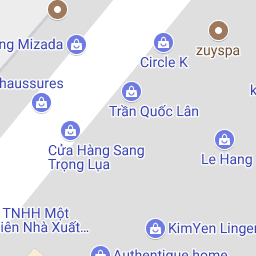 zuyspa
ng Mizada
Circle K
haussures
Trần Quốc Lân
Cửa Hàng Sang
Trọng Lụa
Le Hang
TNHH Một
iên Nhà Xuất...
KimYen Linger
Authentique home